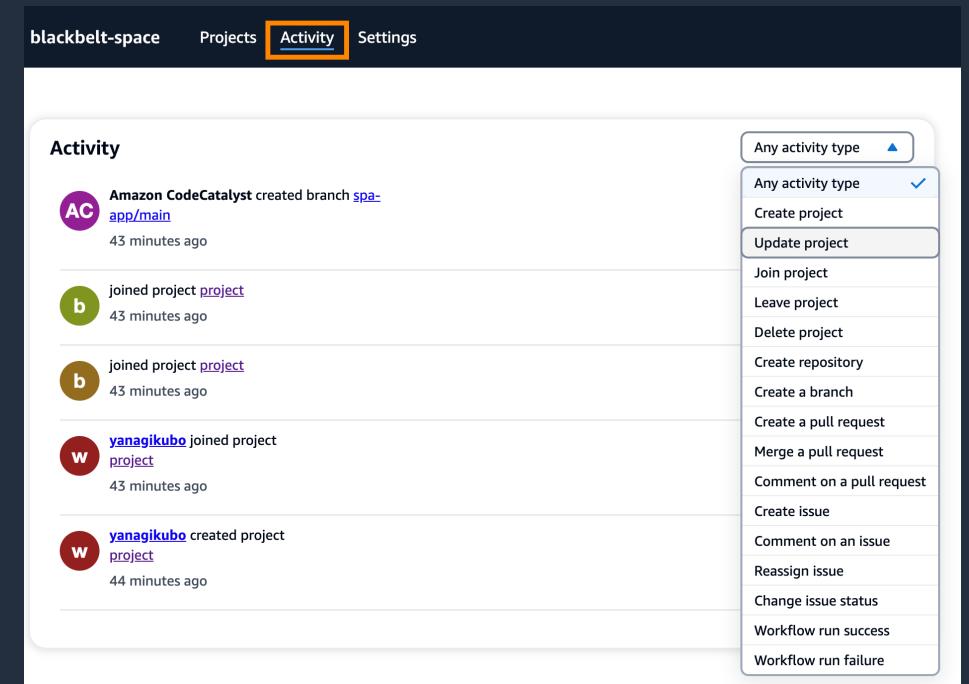 blackbelt-space Projects Activity Settings
Activity
Any activity type
AC
Amazon CodeCatalyst created branch spa-
app/main
43 minutes ago
b
joined project project
43 minutes ago
b
joined project project
43 minutes ago
w
yanagikubo joined project
project
43 minutes ago
w
yanagikubo created project
project
44 minutes ago
Any activity type
Create project
Update project
Join project
Leave project
Delete project
Create repository
Create a branch
Create a pull request
Merge a pull request
Comment on a pull request
Create issue
Comment on an issue
Reassign issue
Change issue status
Workflow run success
Workflow run failure